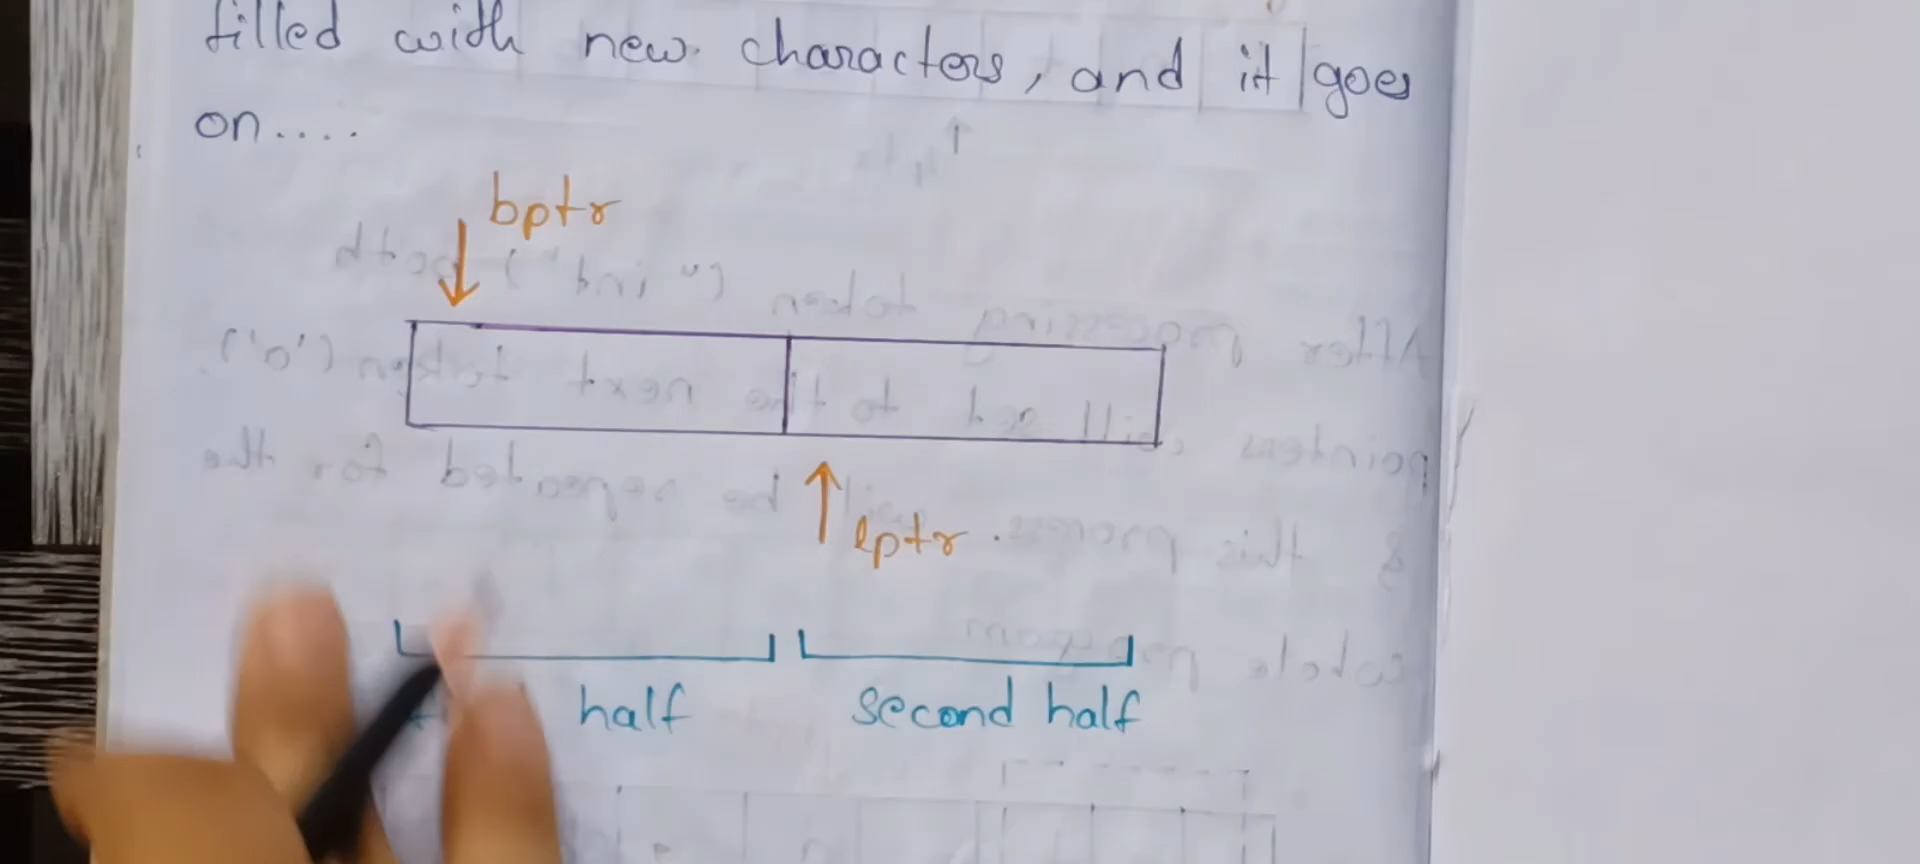 filled with new characters, and it goes
on....
bptr
lptr
half
second half